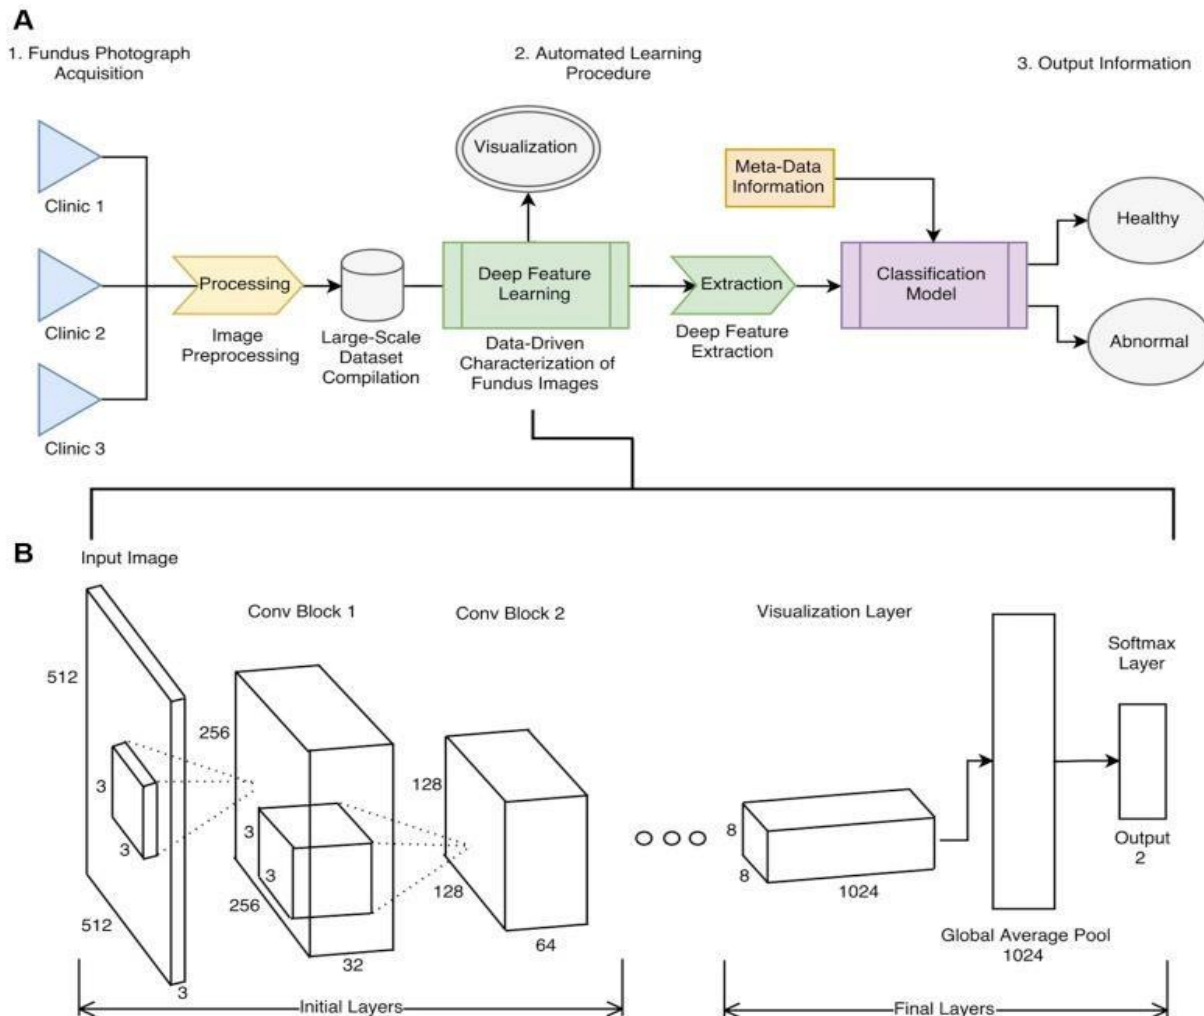 A
1. Fundus Photograph
Acquisition
2. Automated Learning
Procedure
3. Output Information
Clinic 1
Clinic 2
Clinic 3
Processing
Image
Preprocessing
Large-Scale
Dataset
Compilation
Visualization
Deep Feature
Learning
Data-Driven
Characterization of
Fundus Images
Extraction
Deep Feature
Extraction
Meta-Data
Information
Classification
Model
Healthy
Abnormal
B
Input Image
512
512
3
3
3
Conv Block 1
256
256
32
3
3
Conv Block 2
128
128
64
Visualization Layer
8
8
1024
Global Average Pool
1024
Softmax
Layer
Output
2
Initial Layers
Final Layers